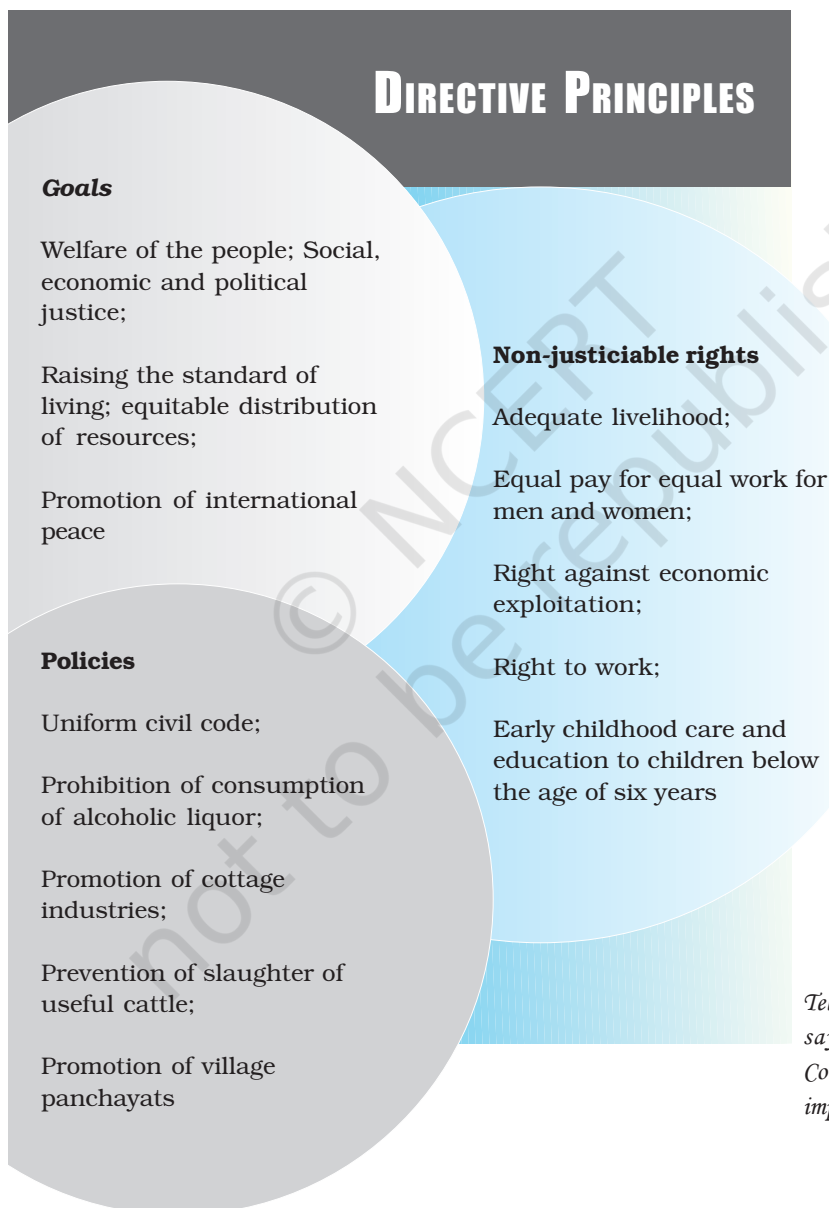 DIRECTIVE PRINCIPLES
Goals
Welfare of the people; Social,
economic and political
justice;
Raising the standard of
living; equitable distribution
of resources;
Promotion of international
peace
Non-justiciable rights
Adequate livelihood;
Equal pay for equal work for
men and women;
Right against economic
exploitation;
Right to work;
Early childhood care and
education to children below
the age of six years
Policies
Uniform civil code;
Prohibition of consumption
of alcoholic liquor;
Promotion of cottage
industries;
Prevention of slaughter of
useful cattle;
Promotion of village
panchayats
© NCERT
not to be